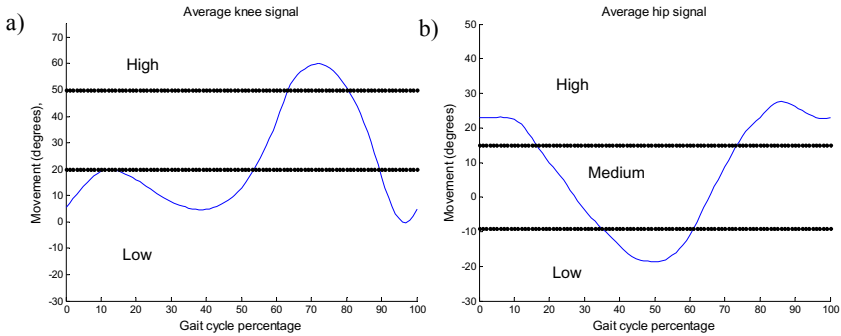 a)
Average knee signal
Movement (degrees),
70
60
50
40
30
20
10
0
-10
-20
-30
High
Low
0 10 20 30 40 50 60 70 80 90 100
Gait cycle percentage
b)
Average hip signal
Movement (degrees)
50
40
30
20
10
0
-10
-20
-30
High
Medium
Low
0 10 20 30 40 50 60 70 80 90 100
Gait cycle percentage